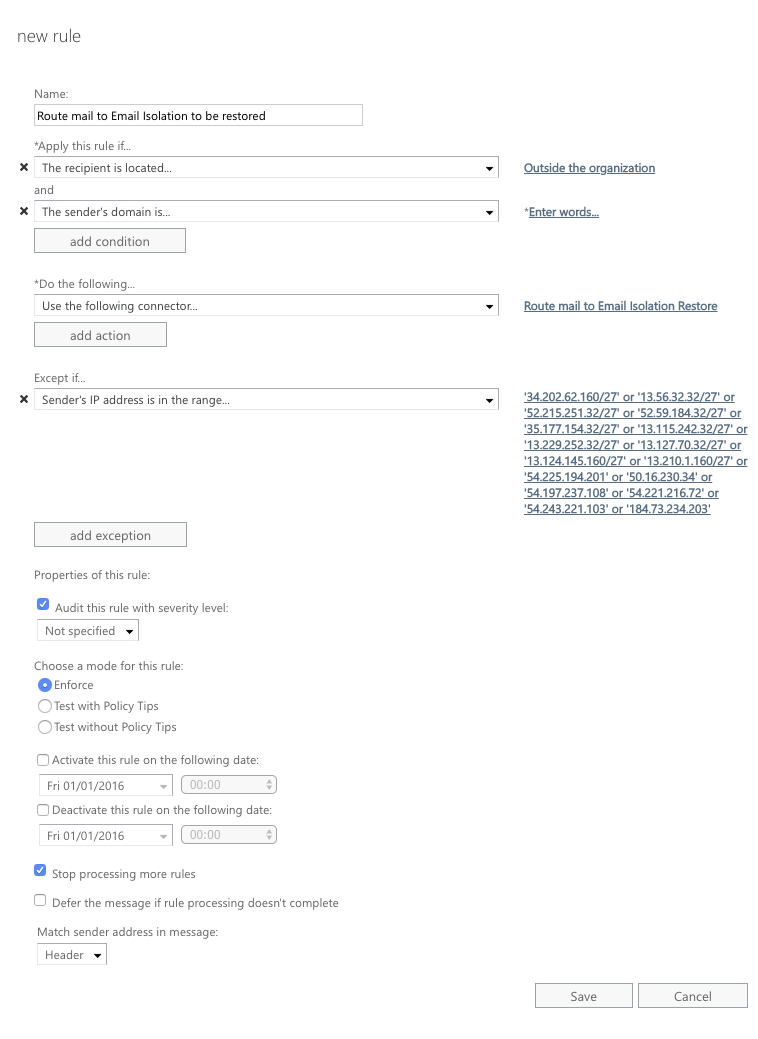 new rule
Name:
Route mail to Email Isolation to be restored
*Apply this rule if...
The recipient is located...
Outside the organization
and
The sender's domain is...
*Enter words...
add condition
*Do the following...
Use the following connector...
Route mail to Email Isolation Restore
add action
Except if...
Sender's IP address is in the range...
'34.202.62.160/27' or '13.56.32.32/27' or
'52.215.251.32/27' or '52.59.184.32/27' or
'35.177.154.32/27' or '13.115.242.32/27' or
'13.229.252.32/27' or '13.127.70.32/27' or
'13.124.145.160/27' or '13.210.1.160/27' or
'54.225.194.201' or '50.16.230.34' or
'54.197.237.108' or '54.221.216.72' or
'54.243.221.103' or '184.73.234.203'
add exception
Properties of this rule:
Audit this rule with severity level:
Not specified
Choose a mode for this rule:
Enforce
Test with Policy Tips
Test without Policy Tips
Activate this rule on the following date:
Fri 01/01/2016 00:00
Deactivate this rule on the following date:
Fri 01/01/2016 00:00
Stop processing more rules
Defer the message if rule processing doesn't complete
Match sender address in message:
Header
Save Cancel